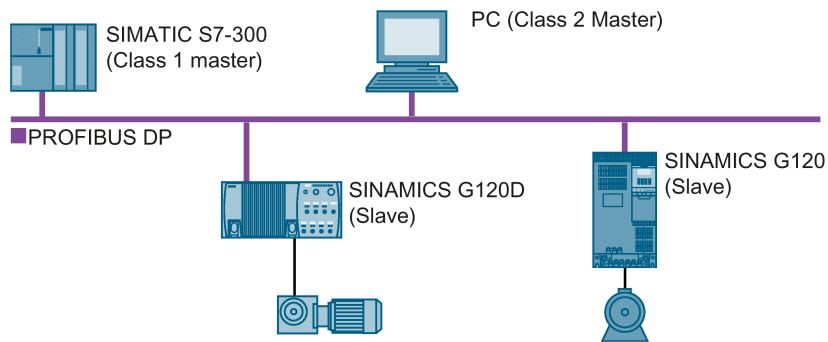 SIMATIC S7-300
(Class 1 master)
PC (Class 2 Master)
PROFIBUS DP
SINAMICS G120D
(Slave)
SINAMICS G120
(Slave)